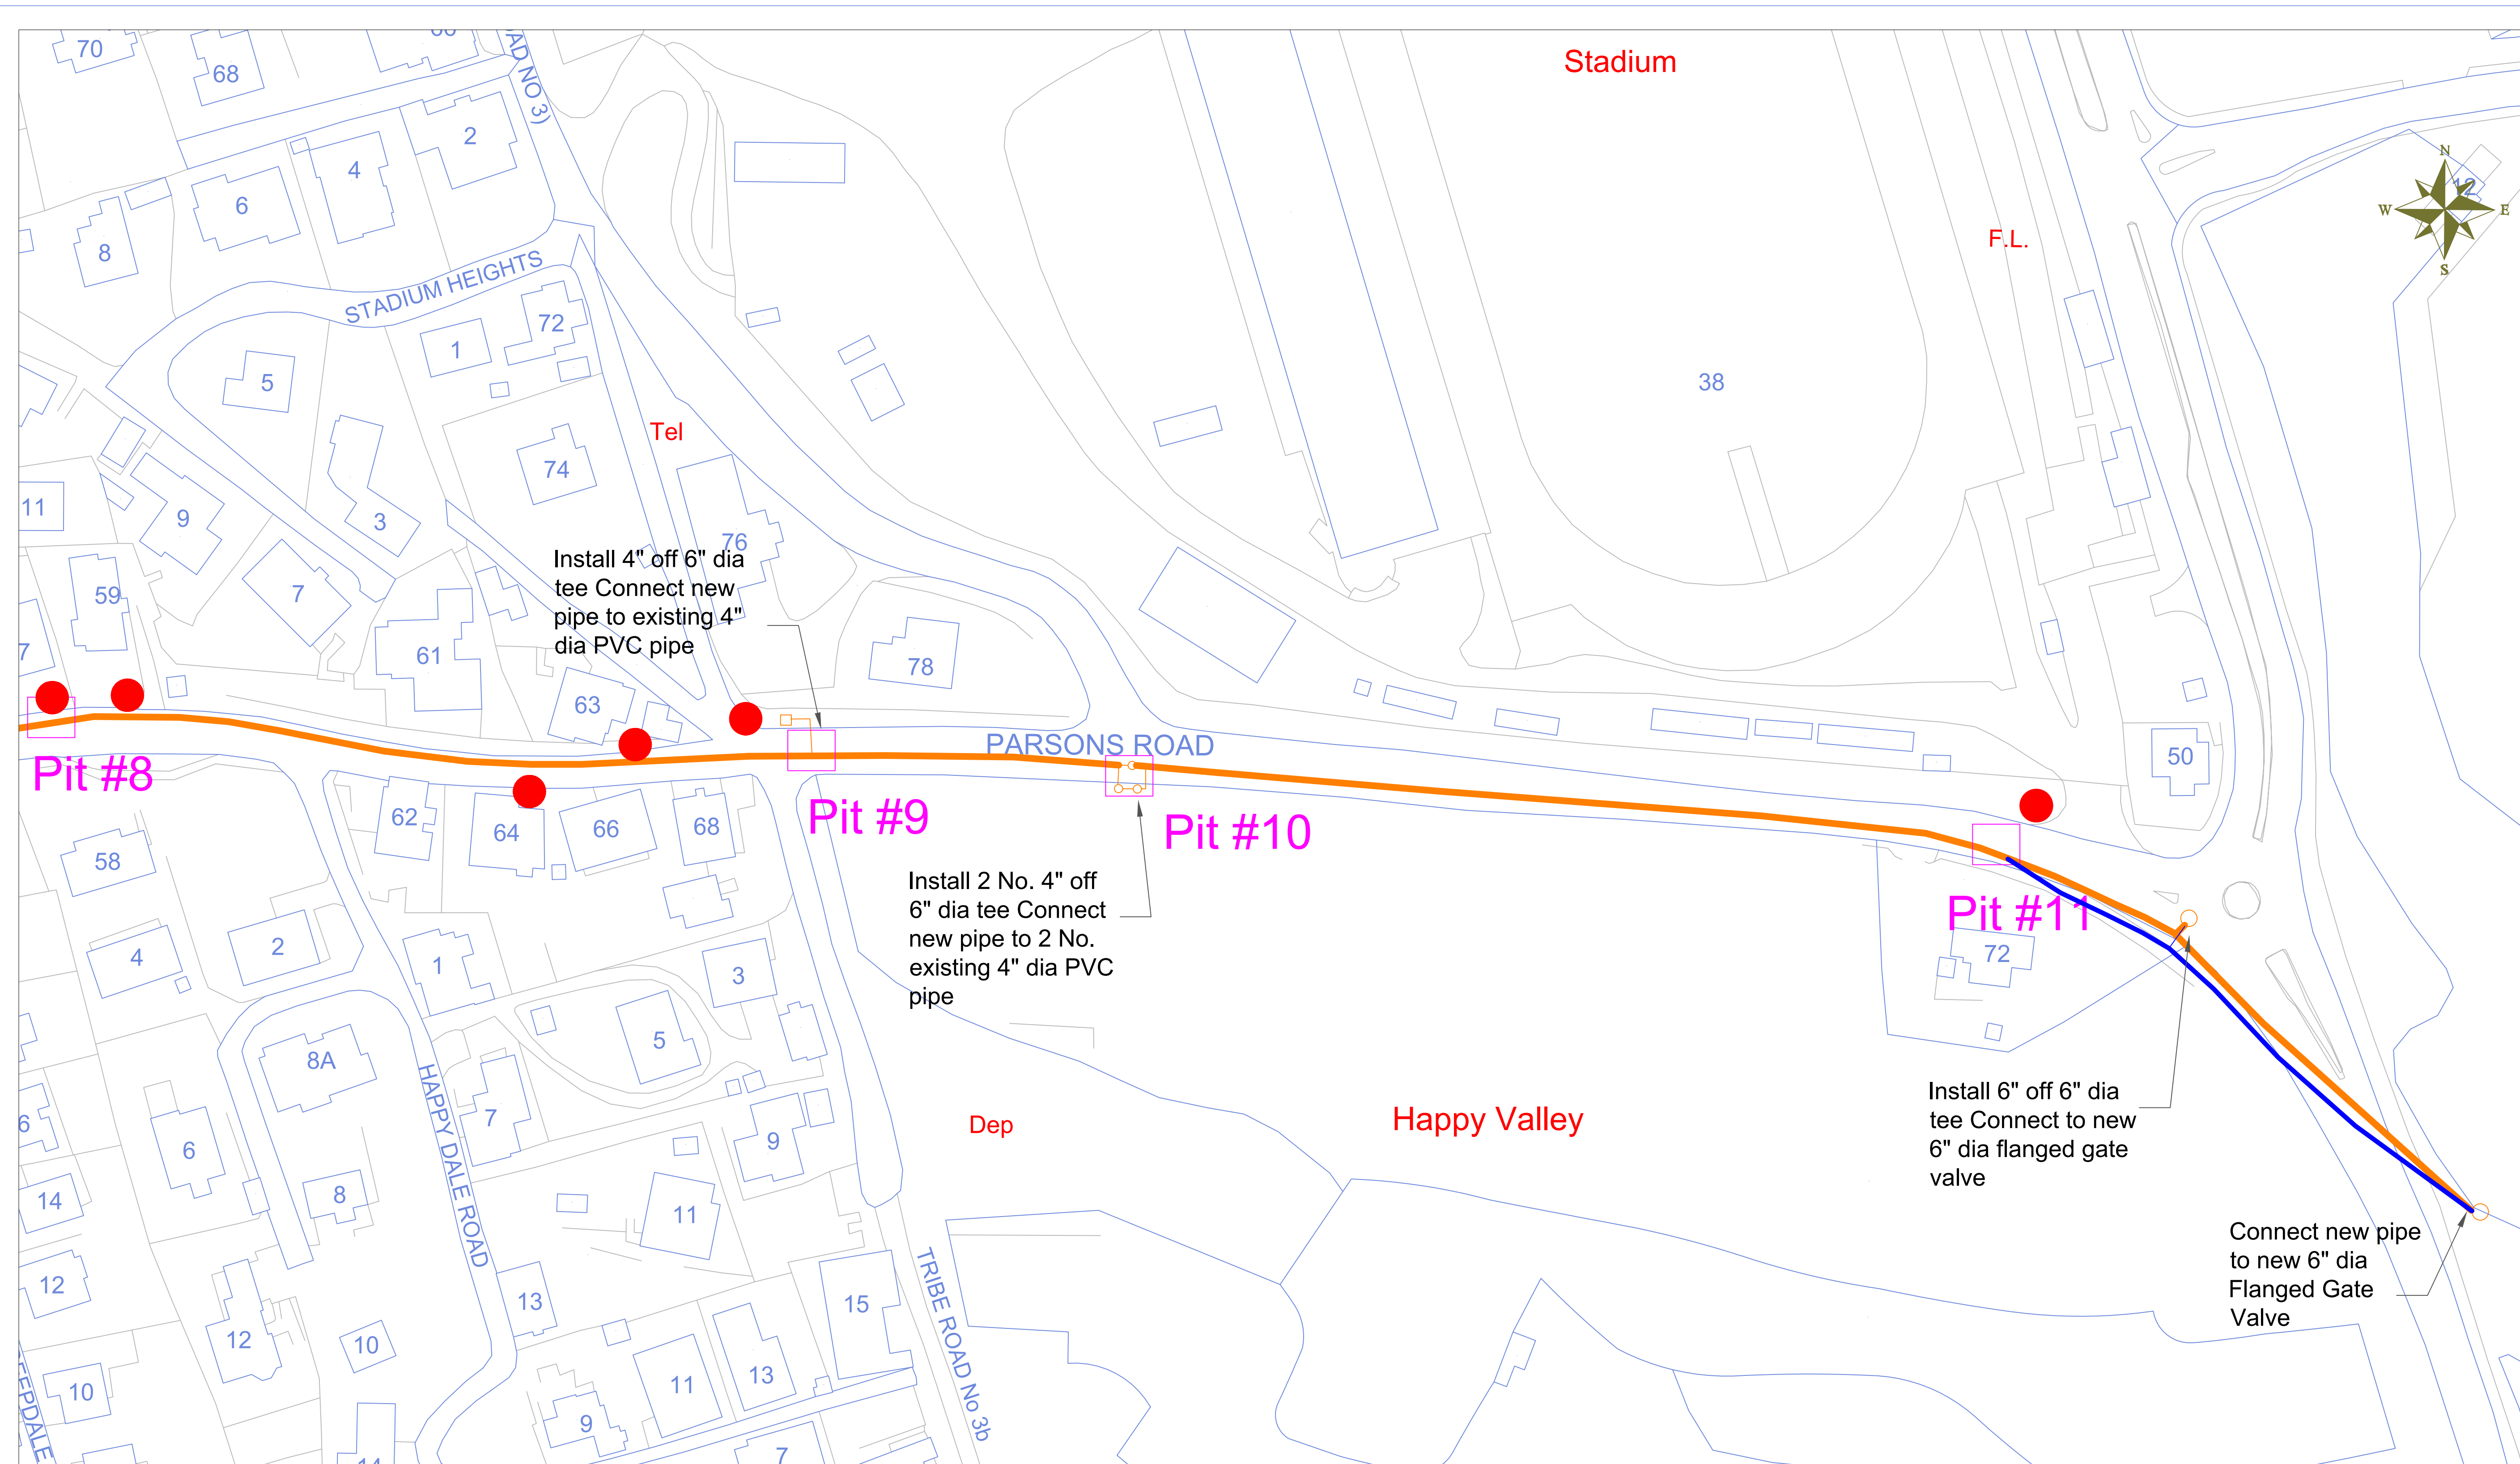 70
68
2
4
6
8
STADIUM HEIGHTS
Stadium
F.L.
N
W
E
S
12
72
1
5
38
Tel
74
11
9
3
76
Install 4" off 6" dia
tee Connect new
pipe to existing 4"
dia PVC pipe
59
7
7
61
63
78
PARSONS ROAD
50
Pit #8
Pit #9
Pit #10
Pit #11
62
64
66
68
58
4
2
1
3
Install 2 No. 4" off
6" dia tee Connect
new pipe to 2 No.
existing 4" dia PVC
pipe
72
8A
5
HAPPY DALE ROAD
7
9
6
6
Dep
Happy Valley
Install 6" off 6" dia
tee Connect to new
6" dia flanged gate
valve
14
8
11
Connect new pipe
to new 6" dia
Flanged Gate
Valve
12
12
13
15
TRIBE ROAD No 3b
10
10
11
13
9
7